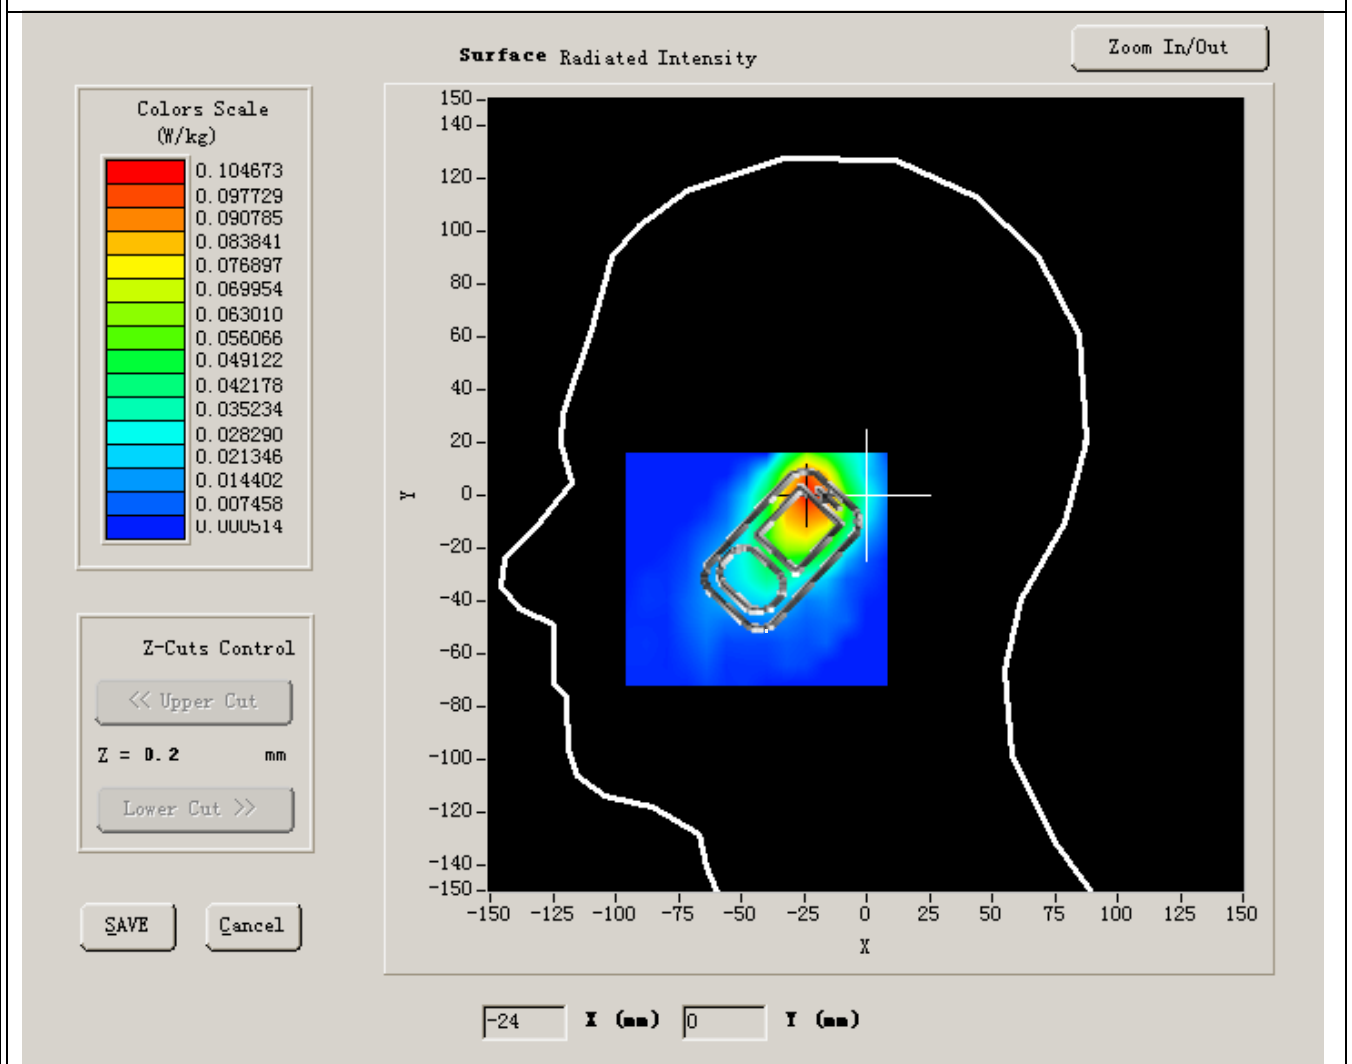 Surface Radiated Intensity
Zoom In/Out
Colors Scale
(W/kg)
0.104673
0.097729
0.090785
0.083841
0.076897
0.069954
0.063010
0.056066
0.049122
0.042178
0.035234
0.028290
0.021346
0.014402
0.007458
0.000514
Z-Cuts Control
<< Upper Cut
Z = 0.2 mm
Lower Cut >>
SAVE
Cancel
150
140
120
100
80
60
40
20
0
-20
-40
-60
-80
-100
-120
-140
-150
Y
-150 -125 -100 -75 -50 -25 0 25 50 75 100 125 150
X
-24 X (mm) 0 Y (mm)